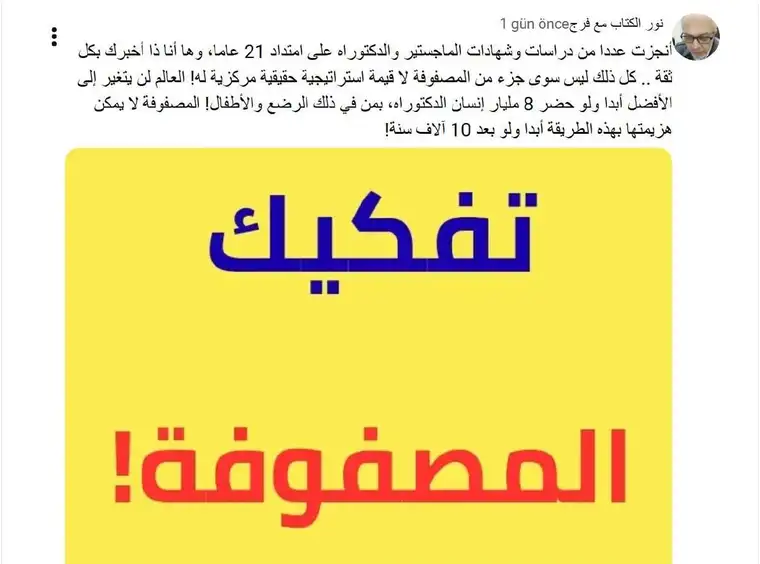 نور الكتاب مع فرج1 gün önce
أنجزت عددا من دراسات وشهادات الماجستير والدكتوراه على امتداد 21 عاما، وها أنا ذا أخبرك بكل
ثقة .. كل ذلك ليس سوى جزء من المصفوفة لا قيمة استراتيجية حقيقية مركزية له! العالم لن يتغير إلى
الأفضل أبدا ولو حضر 8 مليار إنسان الدكتوراه، بمن في ذلك الرضع والأطفال! المصفوفة لا يمكن
هزيمتها بهذه الطريقة أبدا ولو بعد 10 آلاف سنة!
تفكيك
المصفوفة!